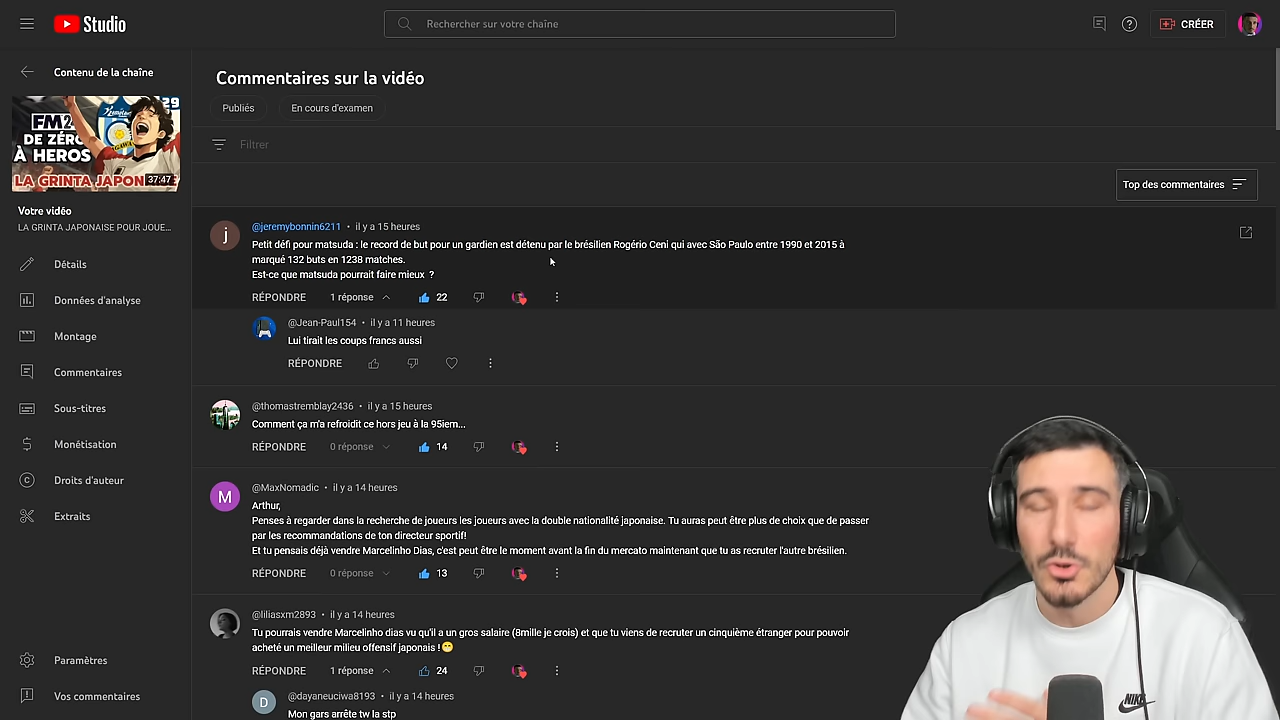 Studio
Rechercher sur votre chaîne
CRÉER
Contenu de la chaîne
29
FM2
DE ZÉRO
À HEROS
LA GRINTA JAPON
37:47
Votre vidéo
LA GRINTA JAPONAISE POUR JOUE...
Détails
Données d'analyse
Montage
Commentaires
Sous-titres
Monétisation
Droits d'auteur
Extraits
Paramètres
Vos commentaires
Commentaires sur la vidéo
Publiés
En cours d'examen
Filtrer
Top des commentaires
j
@jeremybonnin6211 • il y a 15 heures
Petit défi pour matsuda : le record de but pour un gardien est détenu par le brésilien Rogério Ceni qui avec São Paulo entre 1990 et 2015 à
marqué 132 buts en 1238 matches.
Est-ce que matsuda pourrait faire mieux ?
RÉPONDRE 1 réponse 22
@Jean-Paul154 • il y a 11 heures
Lui tirait les coups francs aussi
RÉPONDRE
@thomastremblay2436 • il y a 15 heures
Comment ça m'a refroidit ce hors jeu à la 95iem...
RÉPONDRE 0 réponse 14
M
@MaxNomadic • il y a 14 heures
Arthur,
Penses à regarder dans la recherche de joueurs les joueurs avec la double nationalité japonaise. Tu auras peut être plus de choix que de passer
par les recommandations de ton directeur sportif!
Et tu pensais déjà vendre Marcelinho Dias, c'est peut être le moment avant la fin du mercato maintenant que tu as recruter l'autre brésilien.
RÉPONDRE 0 réponse 13
@liliasxm2893 • il y a 14 heures
Tu pourrais vendre Marcelinho dias vu qu'il a un gros salaire (8mille je crois) et que tu viens de recruter un cinquième étranger pour pouvoir
acheté un meilleur milieu offensif japonais !😁
RÉPONDRE 1 réponse 24
D
@dayaneuciwa8193 • il y a 14 heures
Mon gars arrête tw la stp
NIKE